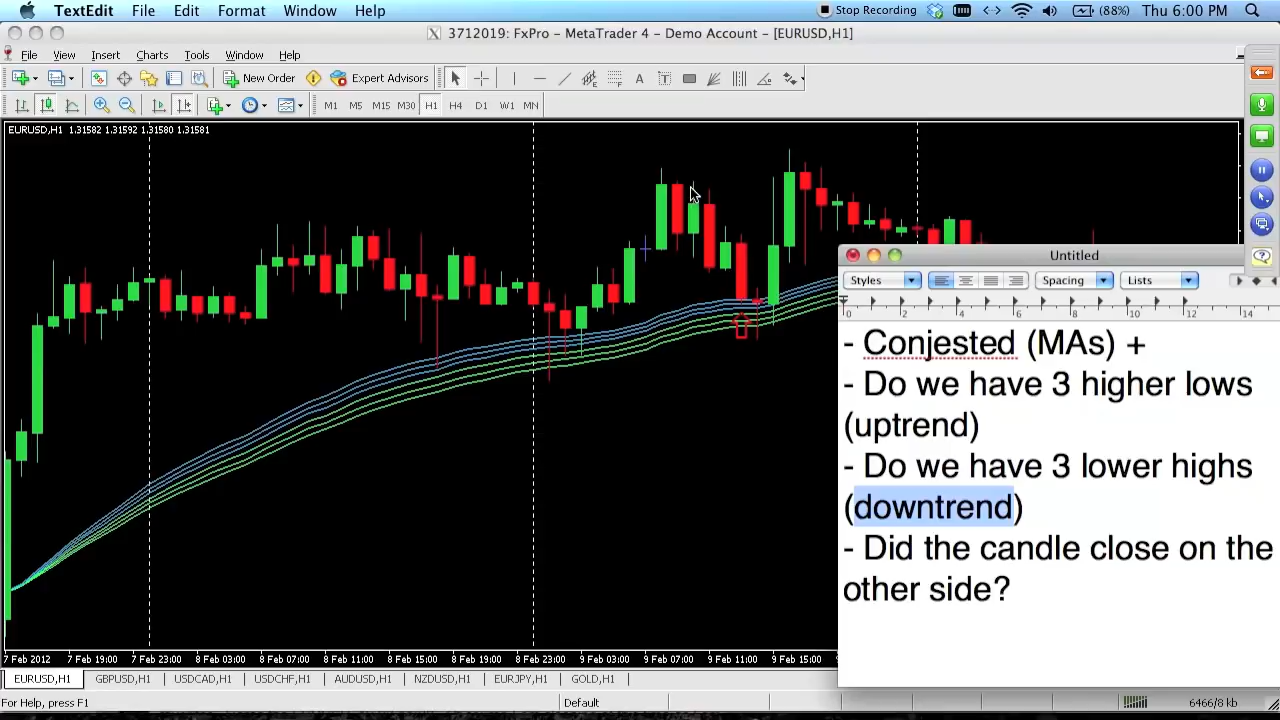 TextEdit File Edit Format Window Help Stop Recording (88%) Thu 6:00 PM
3712019: FxPro - MetaTrader 4 - Demo Account - [EURUSD,H1]
File View Insert Charts Tools Window Help
New Order Expert Advisors A T
M1 M5 M15 M30 H1 H4 D1 W1 MN
EURUSD,H1 1.31582 1.31592 1.31580 1.31581
Untitled
Styles Spacing Lists
0 2 4 6 8 10 12 14
- Conjested (MAs) +
- Do we have 3 higher lows
(uptrend)
- Do we have 3 lower highs
(downtrend)
- Did the candle close on the
other side?
7 Feb 2012 7 Feb 19:00 7 Feb 23:00 8 Feb 03:00 8 Feb 07:00 8 Feb 11:00 8 Feb 15:00 8 Feb 19:00 8 Feb 23:00 9 Feb 03:00 9 Feb 07:00 9 Feb 11:00 9 Feb 15:00
EURUSD,H1 GBPUSD,H1 USDCAD,H1 USDCHF,H1 AUDUSD,H1 NZDUSD,H1 EURJPY,H1 GOLD,H1
For Help, press F1 Default 6466/8 kb